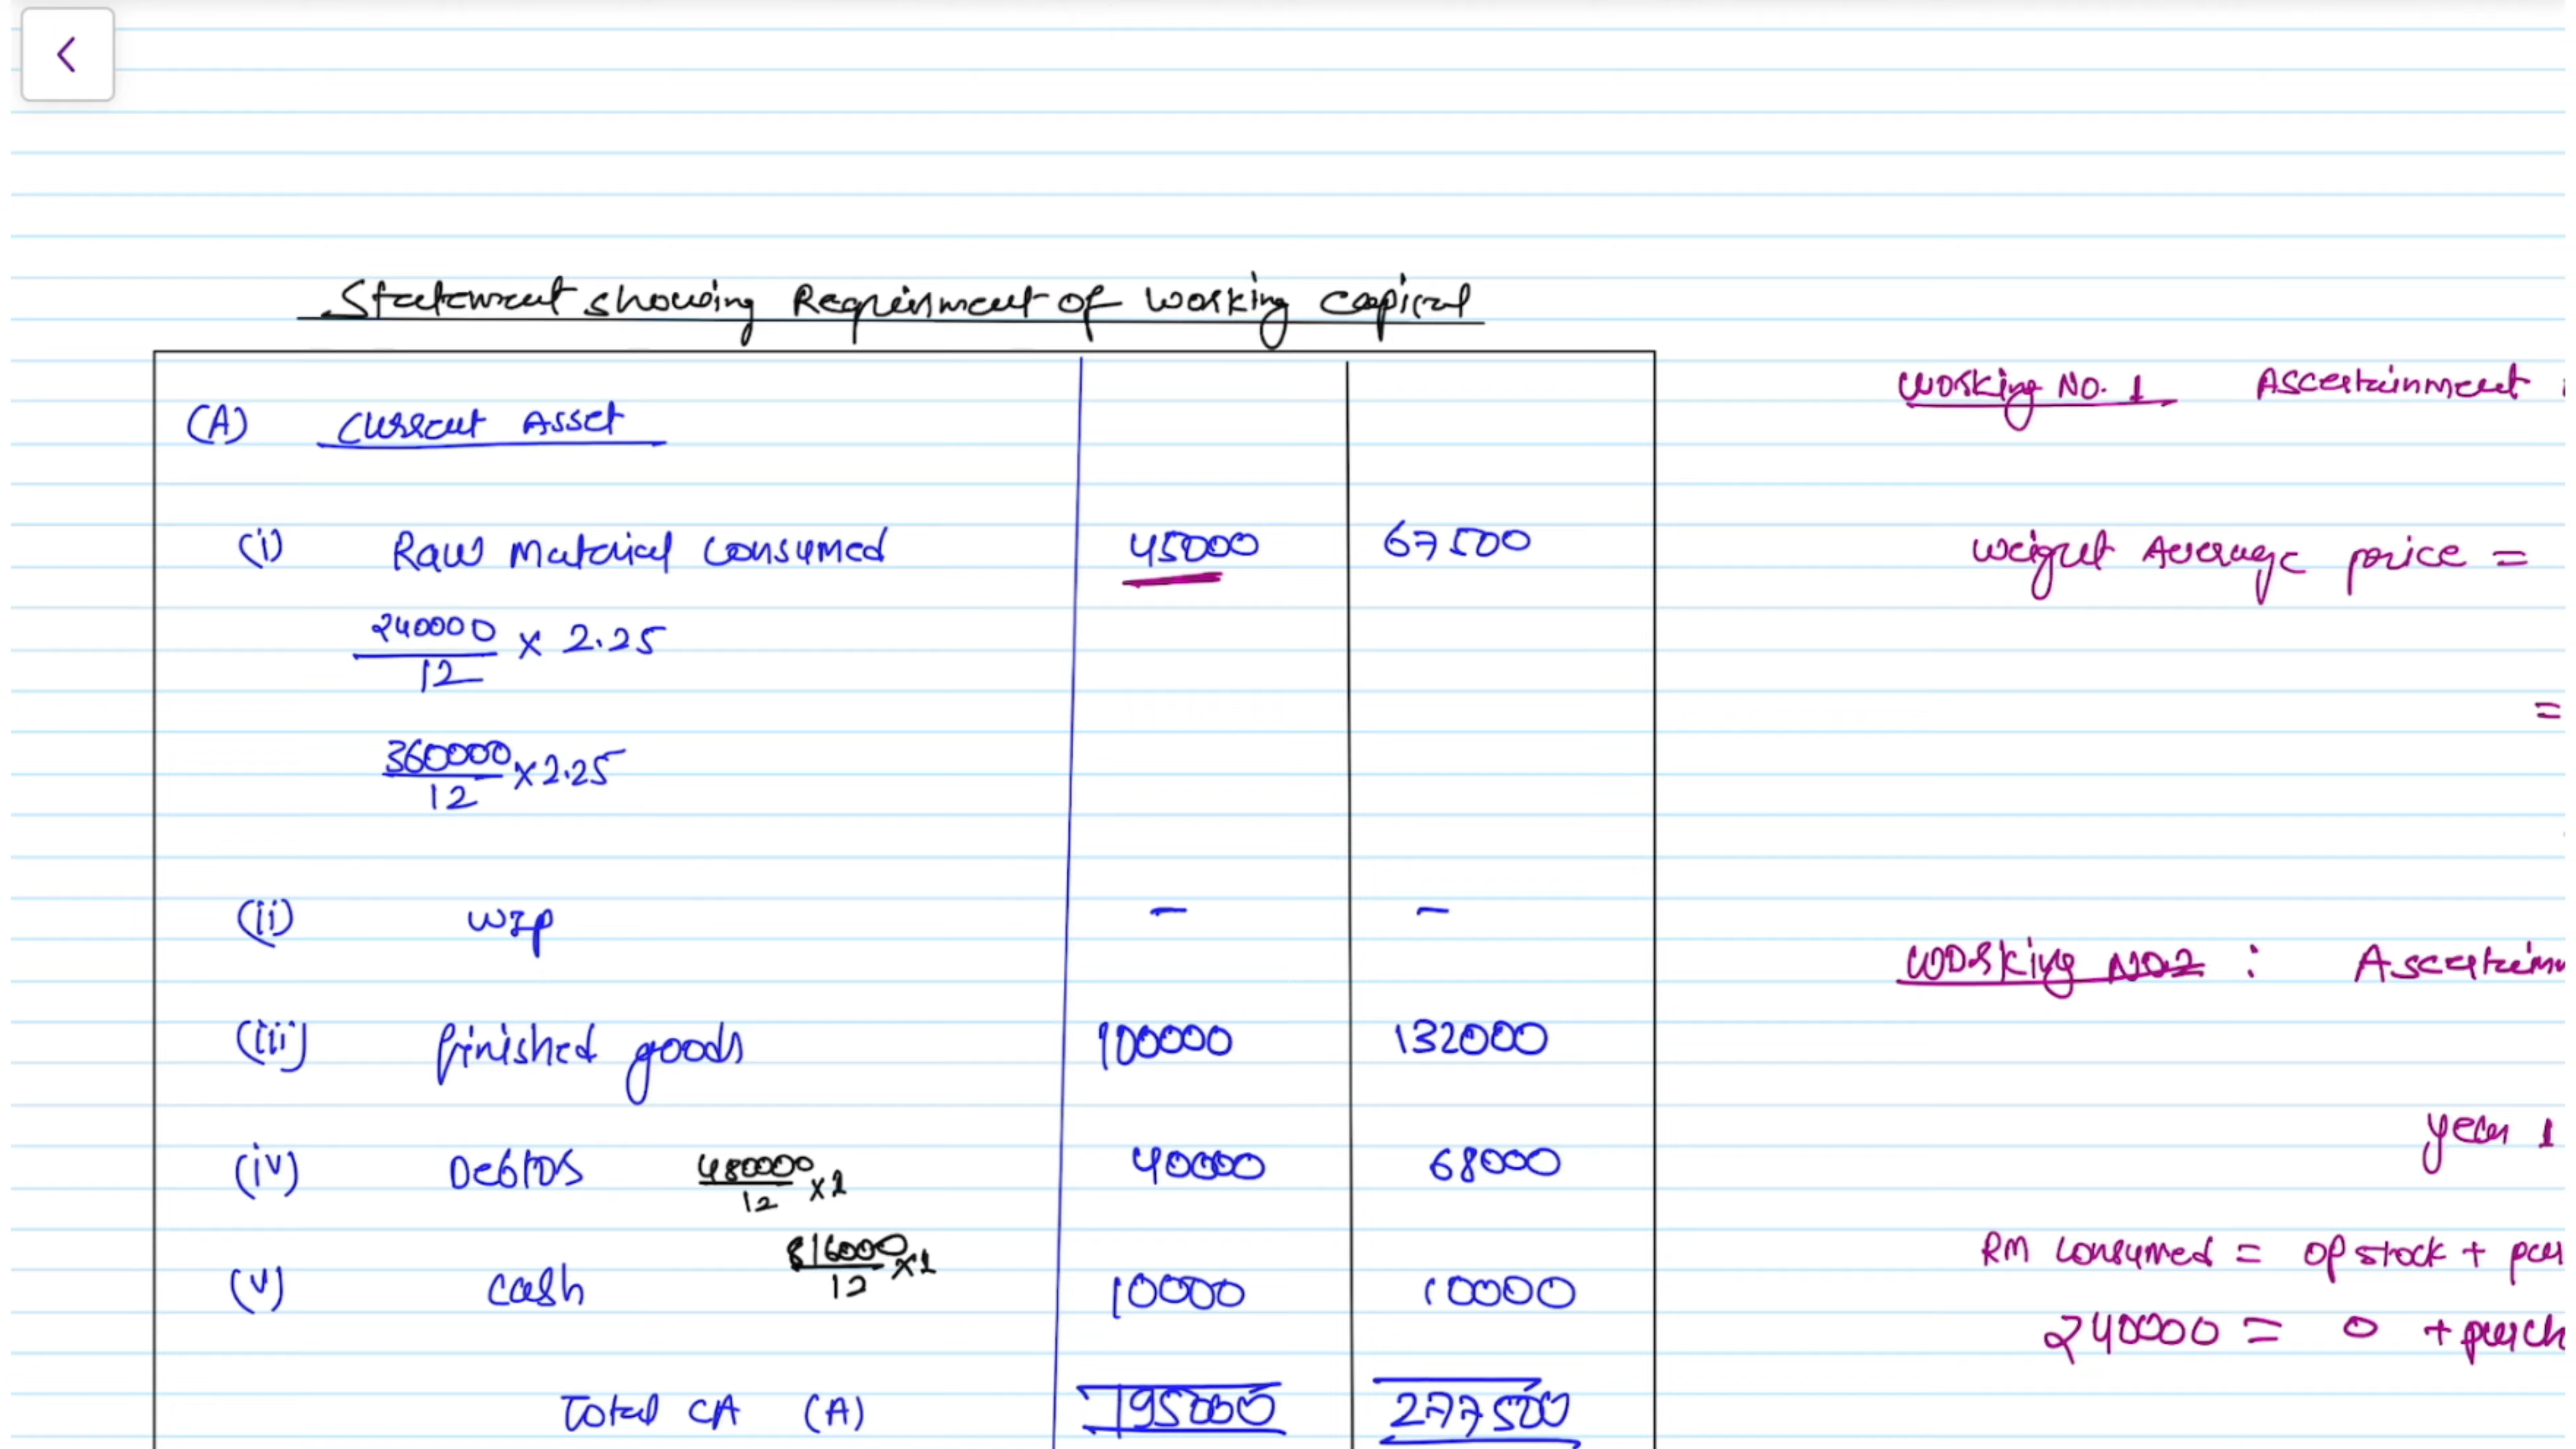 Statement showing Requirment of working capital
(A) Current Asset
(i) Raw Material Consumed 45000 67500
240000/12 × 2.25
360000/12 × 2.25
(ii) WIP - -
(iii) finished goods 100000 132000
(iv) Debtors 480000/12 × 1 40000 68000
816000/12 × 1
(v) cash 10000 10000
Total CA (A) 195000 277500
Working No. 1 Ascertainment
weight Average price =
=
Working No.2 : Ascertainm
year 1
RM Consumed = op stock + pur
240000 = 0 + purch